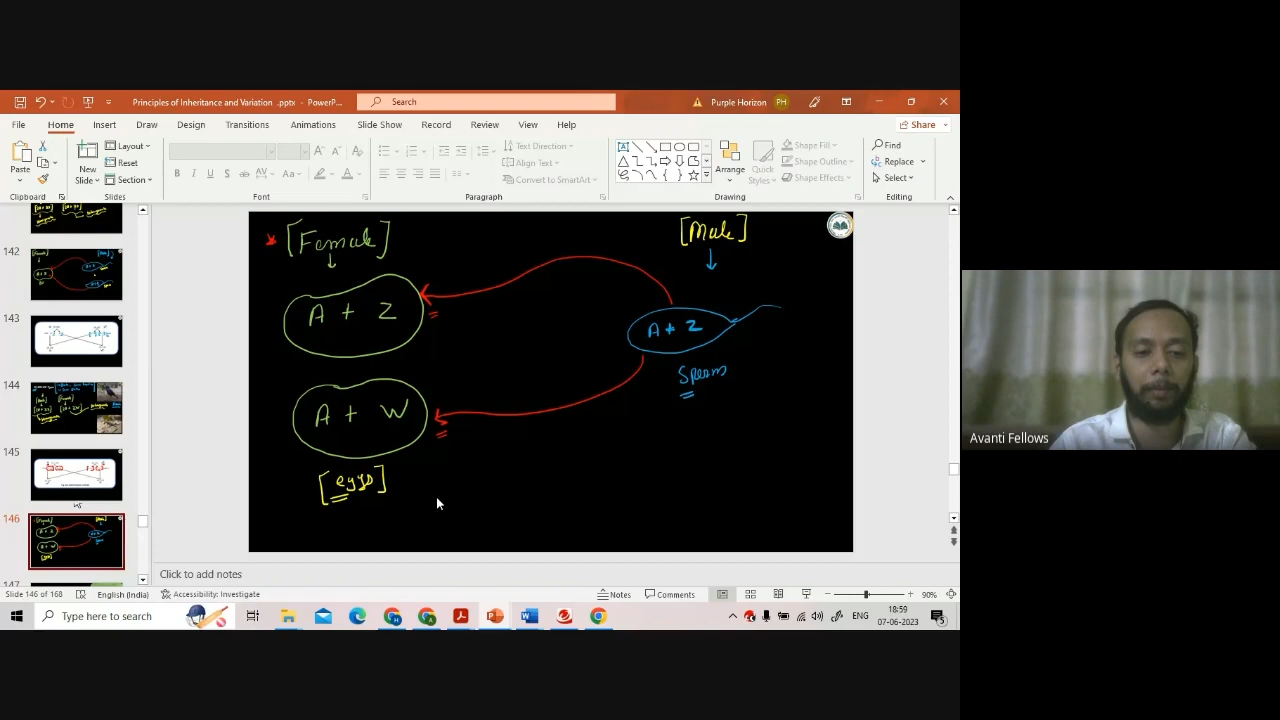 Principles of Inheritance and Variation .pptx - PowerP...
Search
Purple Horizon
PH
File
Home
Insert
Draw
Design
Transitions
Animations
Slide Show
Record
Review
View
Help
Share
Paste
New
Slide
Layout
Reset
Section
Text Direction
Align Text
Convert to SmartArt
Arrange
Quick
Styles
Shape Fill
Shape Outline
Shape Effects
Find
Replace
Select
Clipboard
Slides
Font
Paragraph
Drawing
Editing
142
143
144
145
146
147
[Female]
[Male]
A + Z
A + Z
Sperm
A + W
[eggs]
Avanti Fellows
Click to add notes
Slide 146 of 168
English (India)
Accessibility: Investigate
Notes
Comments
90%
Type here to search
ENG
18:59
07-06-2023
5